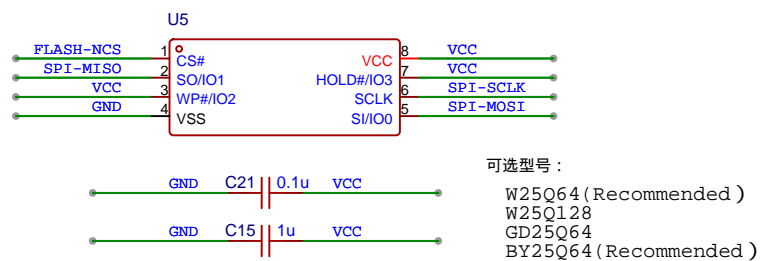 U5
FLASH-NCS 1 CS# VCC 8 VCC
SPI-MISO 2 SO/IO1 HOLD#/IO3 7 VCC
VCC 3 WP#/IO2 SCLK 6 SPI-SCLK
GND 4 VSS SI/IO0 5 SPI-MOSI
GND C21 0.1u VCC
GND C15 1u VCC
可选型号：
W25Q64(Recommended)
W25Q128
GD25Q64
BY25Q64(Recommended)